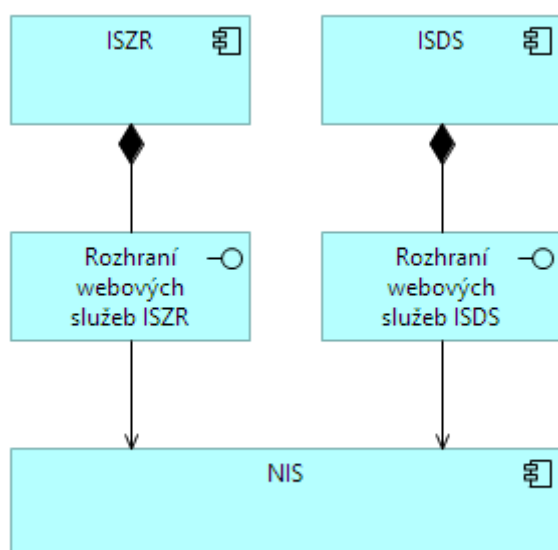 ISZR
ISDS
Rozhraní
webových
služeb ISZR
Rozhraní
webových
služeb ISDS
NIS